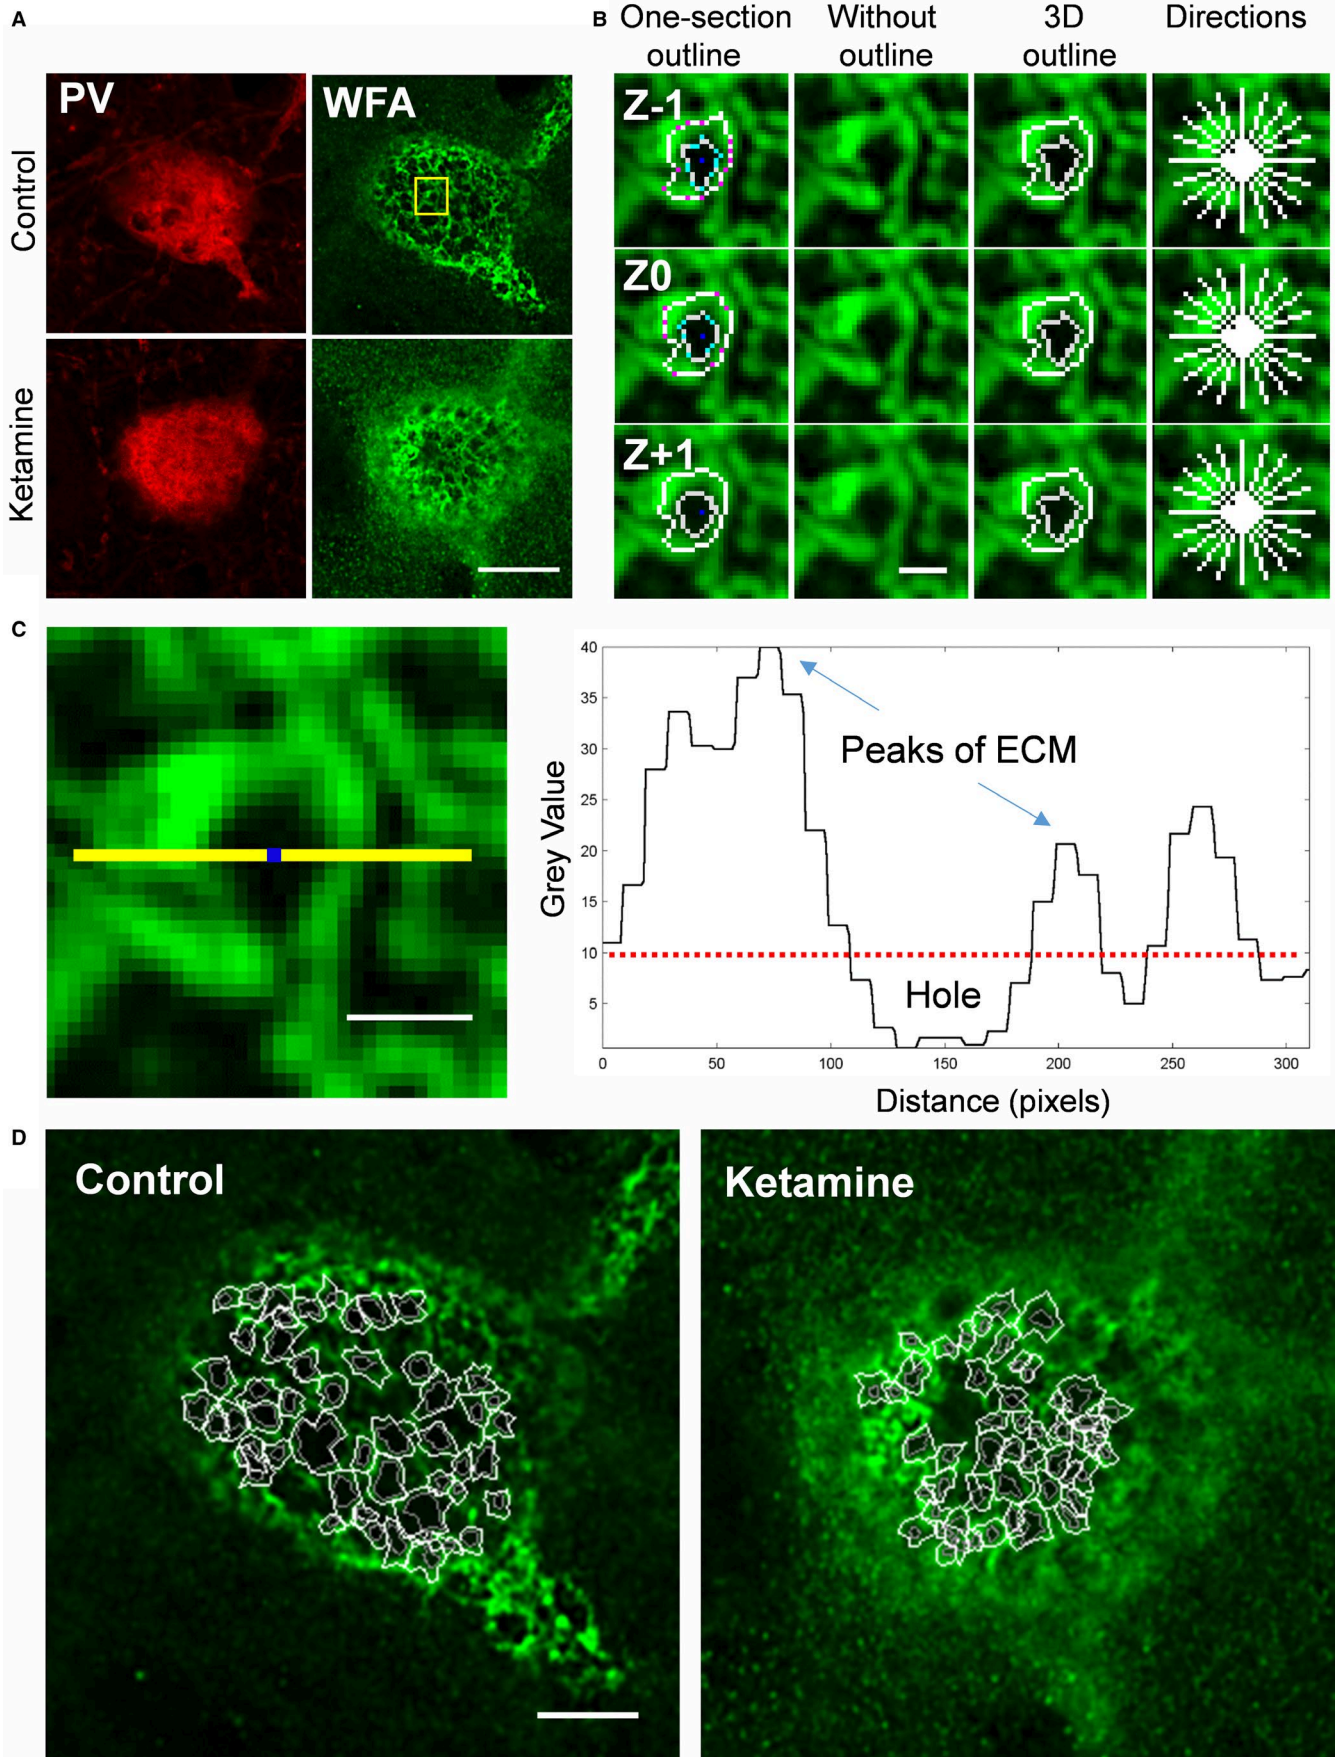 A
PV
WFA
Control
Ketamine
B
One-section outline
Without outline
3D outline
Directions
Z-1
Z0
Z+1
C
40
35
30
25
20
15
10
5
0
50
100
150
200
250
300
Grey Value
Peaks of ECM
Hole
Distance (pixels)
D
Control
Ketamine